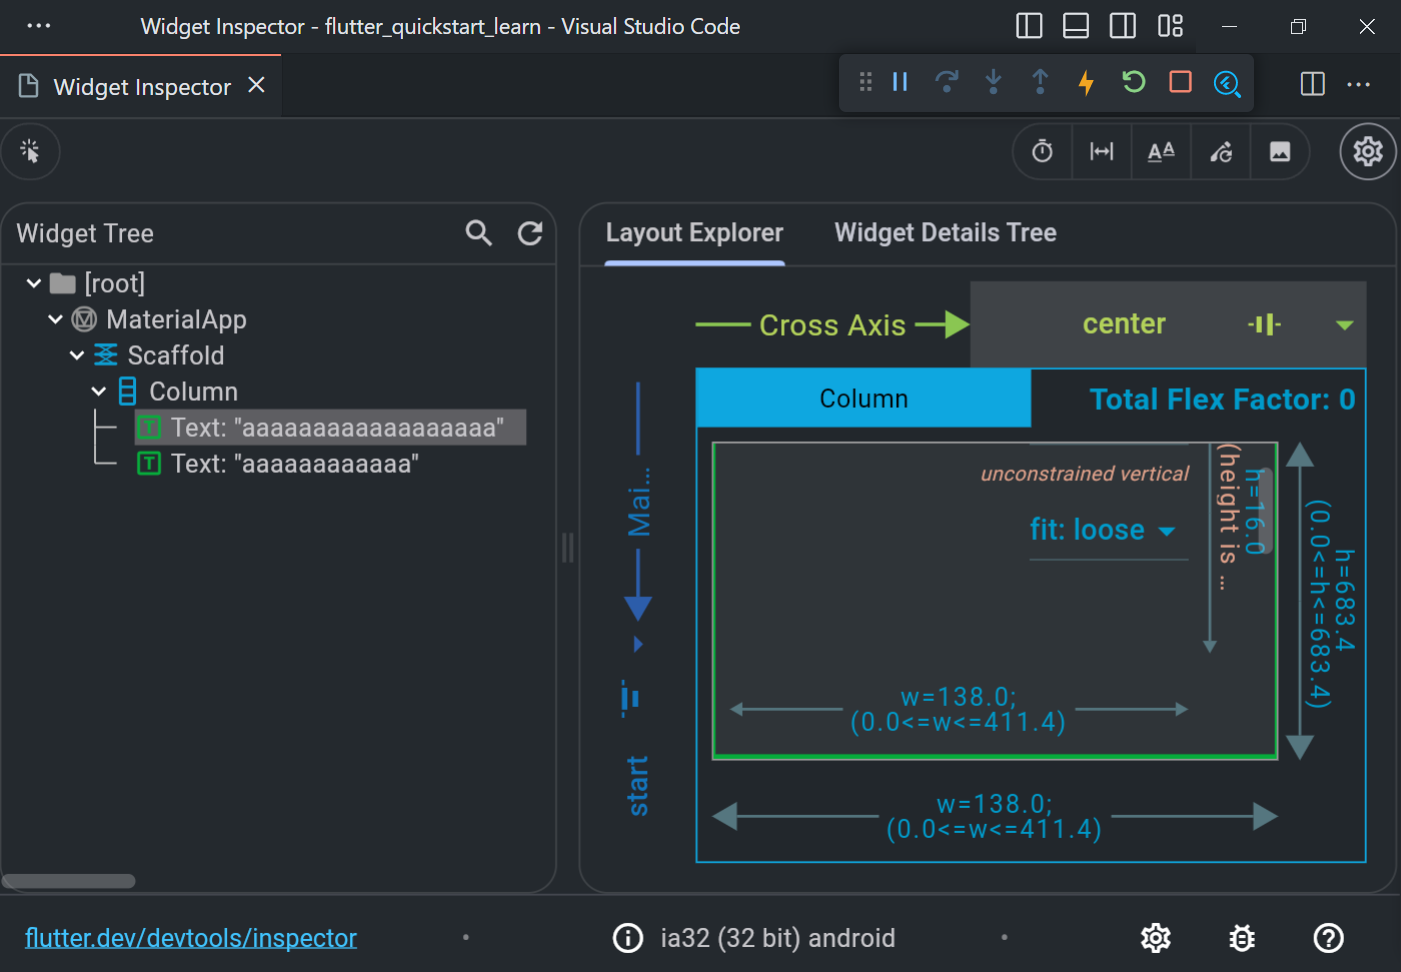 Widget Inspector - flutter_quickstart_learn - Visual Studio Code
Widget Inspector
Widget Tree
[root]
MaterialApp
Scaffold
Column
Text: "aaaaaaaaaaaaaaaaaa"
Text: "aaaaaaaaaaaa"
Layout Explorer
Widget Details Tree
Cross Axis
center
Column
Total Flex Factor: 0
Mai...
start
unconstrained vertical
fit: loose
(height is ...
h=16.0
h=683.4
(0.0<=h<=683.4)
w=138.0;
(0.0<=w<=411.4)
w=138.0;
(0.0<=w<=411.4)
flutter.dev/devtools/inspector
•
ia32 (32 bit) android
•